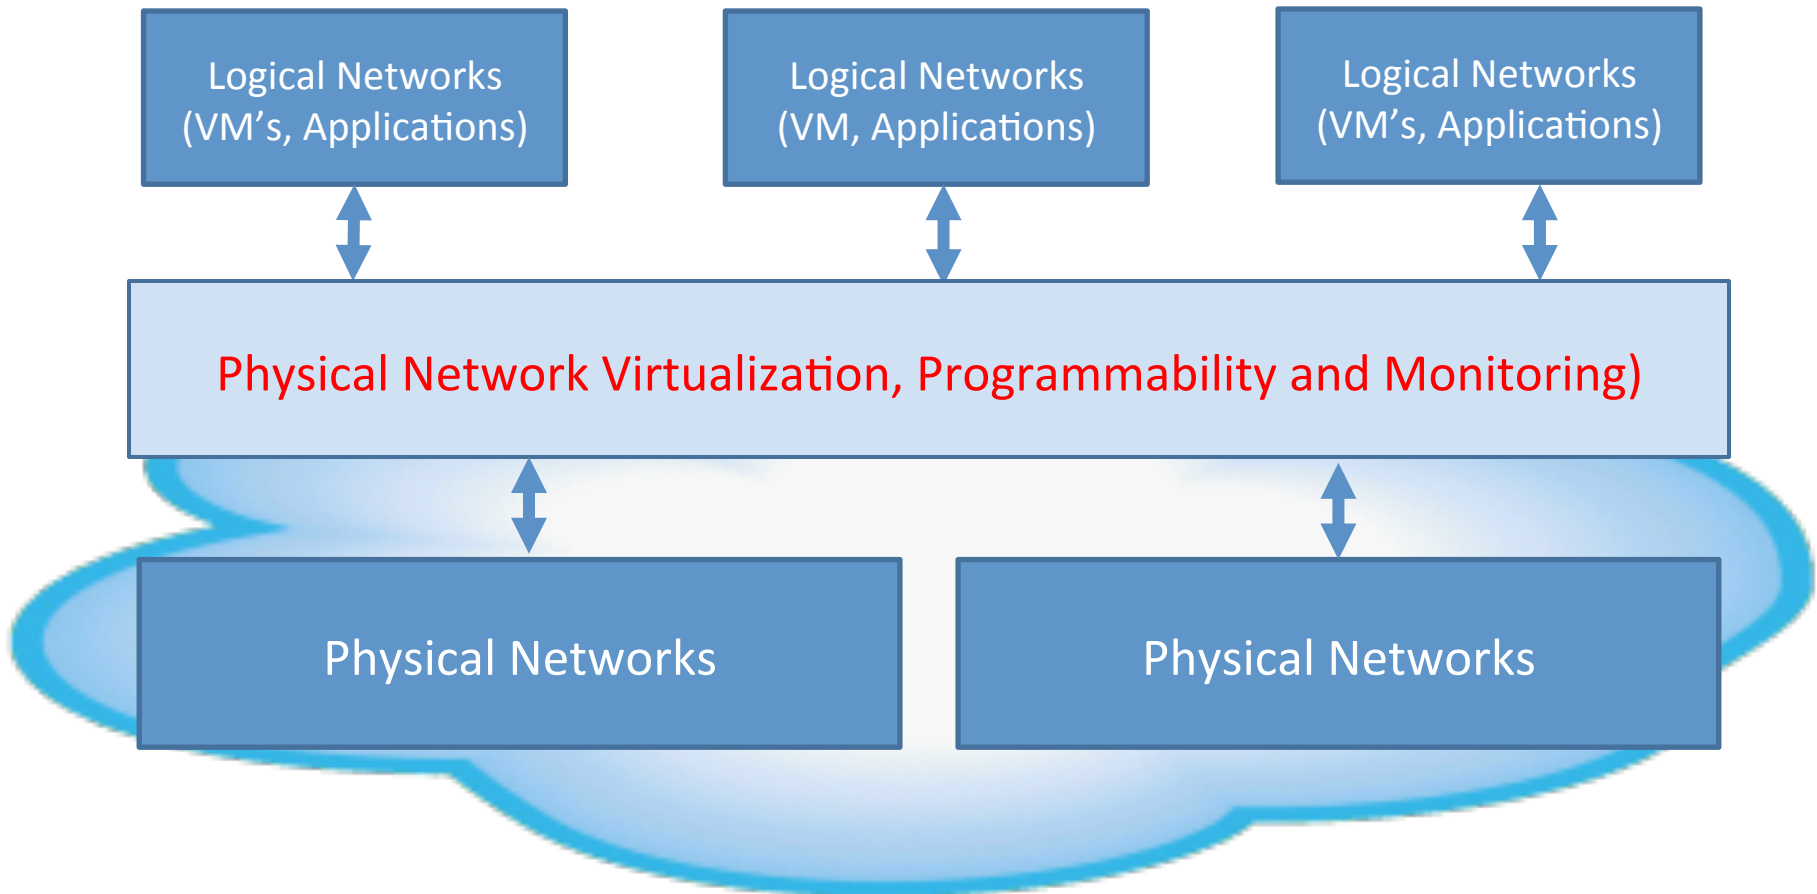 Logical Networks
(VM's, Applications)
Logical Networks
(VM, Applications)
Logical Networks
(VM's, Applications)
Physical Network Virtualization, Programmability and Monitoring)
Physical Networks
Physical Networks